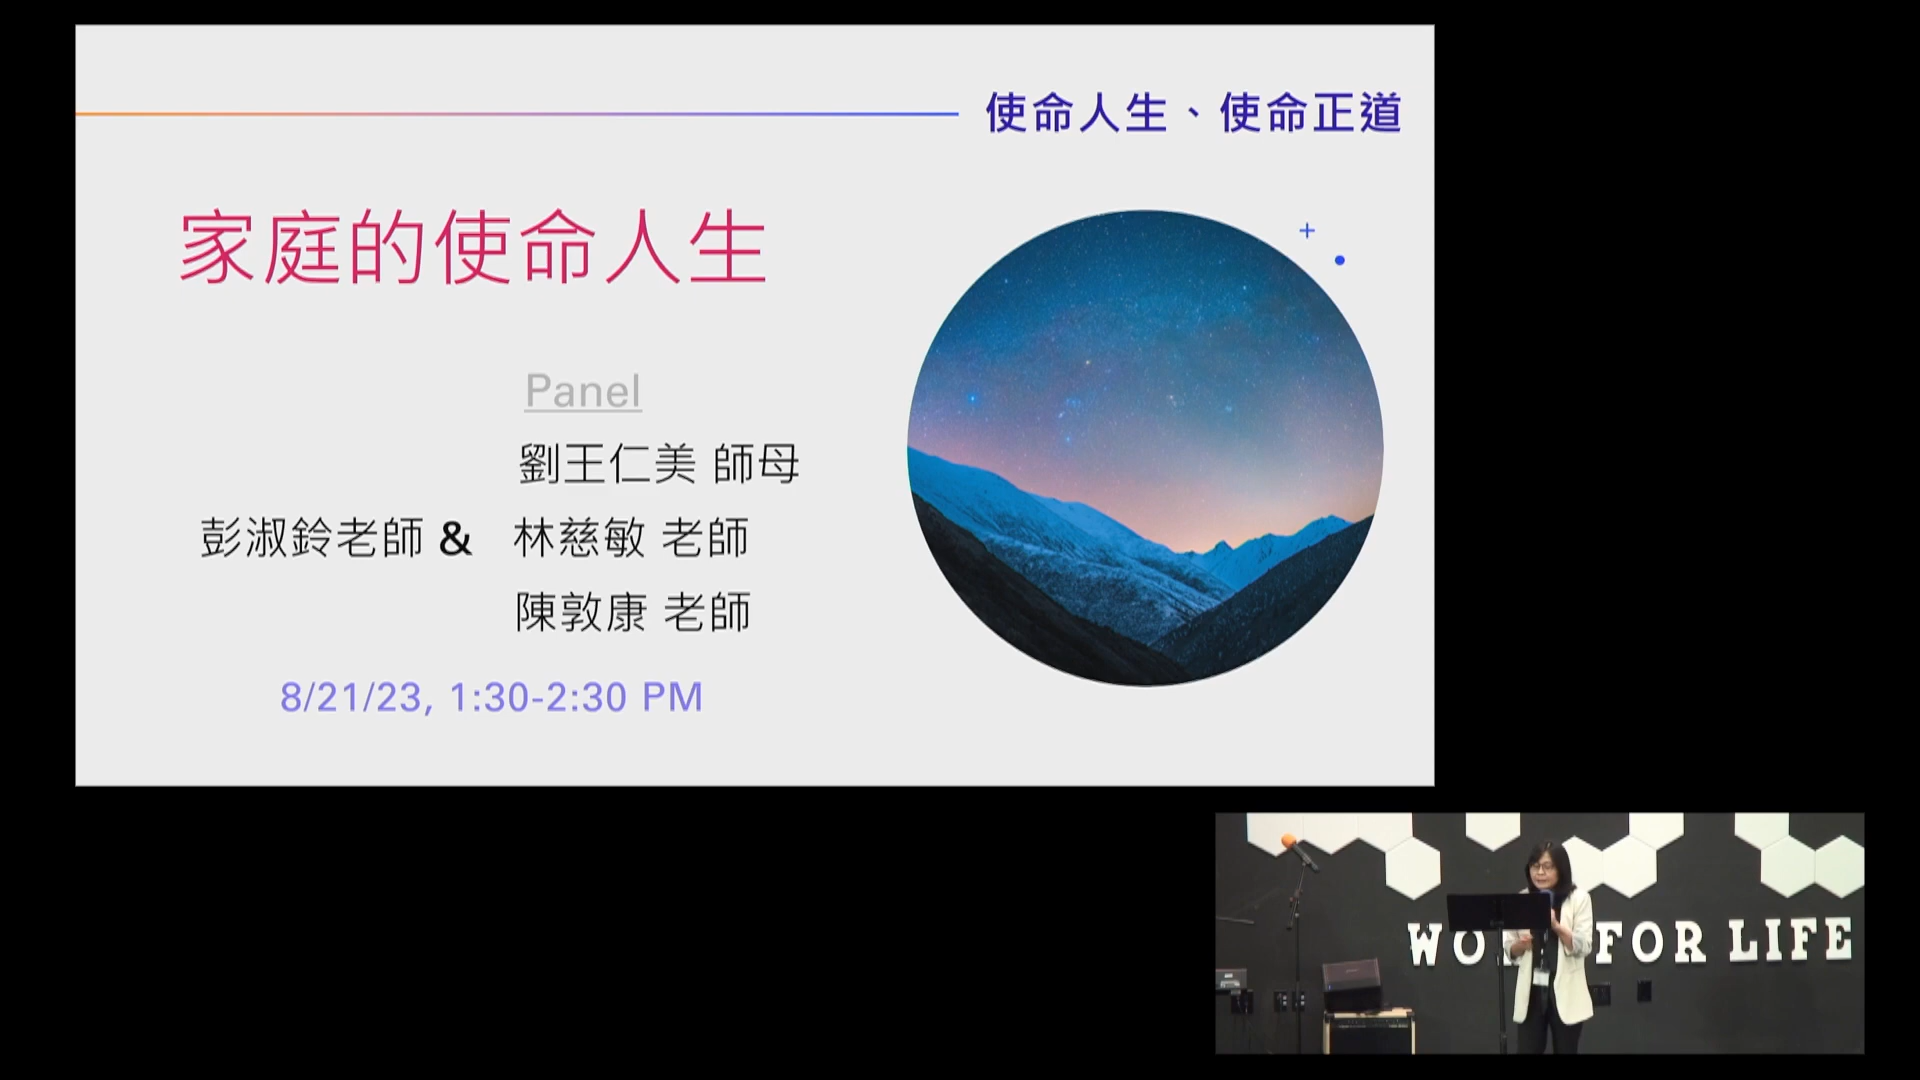 使命人生、使命正道
家庭的使命人生
Panel
劉王仁美 師母
彭淑鈴老師 & 林慈敏 老師
陳敦康 老師
8/21/23, 1:30-2:30 PM
WO FOR LIFE